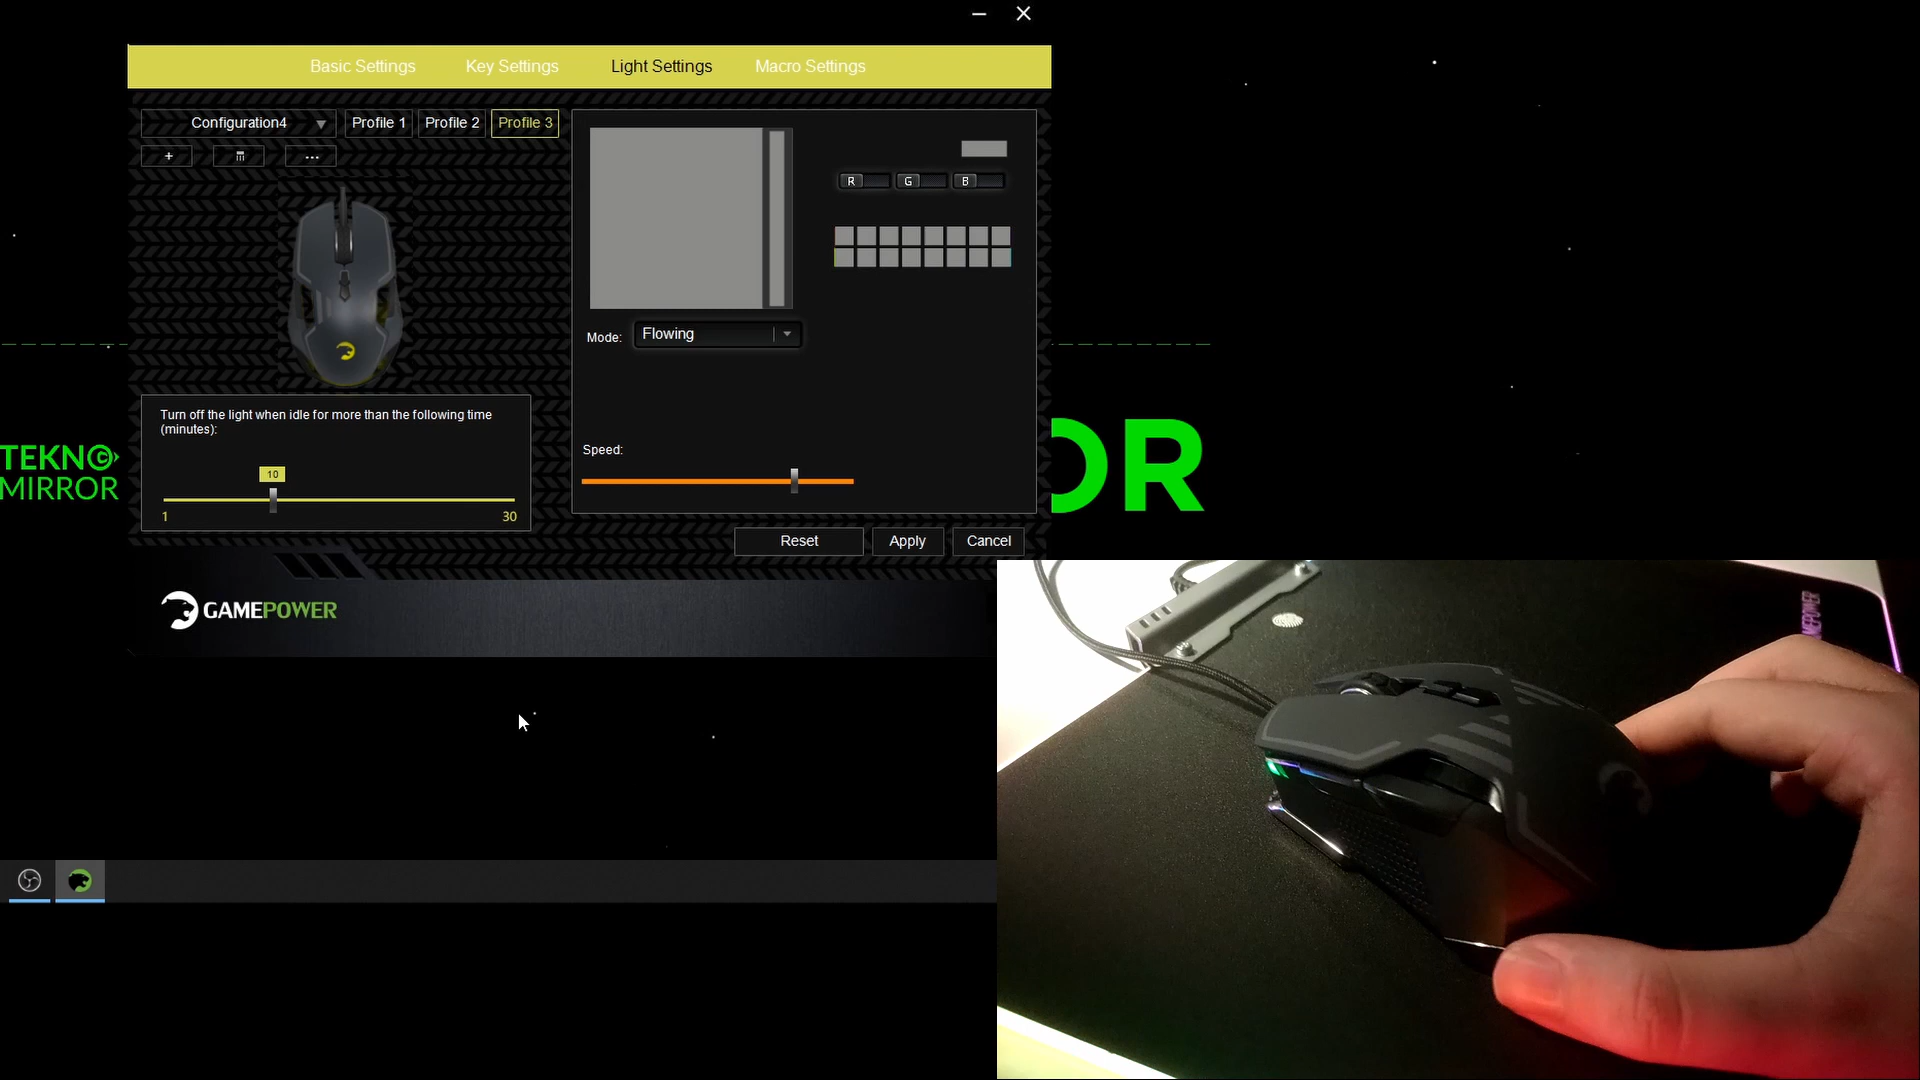 Basic Settings Key Settings Light Settings Macro Settings
Configuration4 Profile 1 Profile 2 Profile 3
+ ...
R G B
Mode: Flowing
Turn off the light when idle for more than the following time
(minutes):
10
1 30
Speed:
Reset Apply Cancel
TEKNO
MIRROR
OR
GAMEPOWER